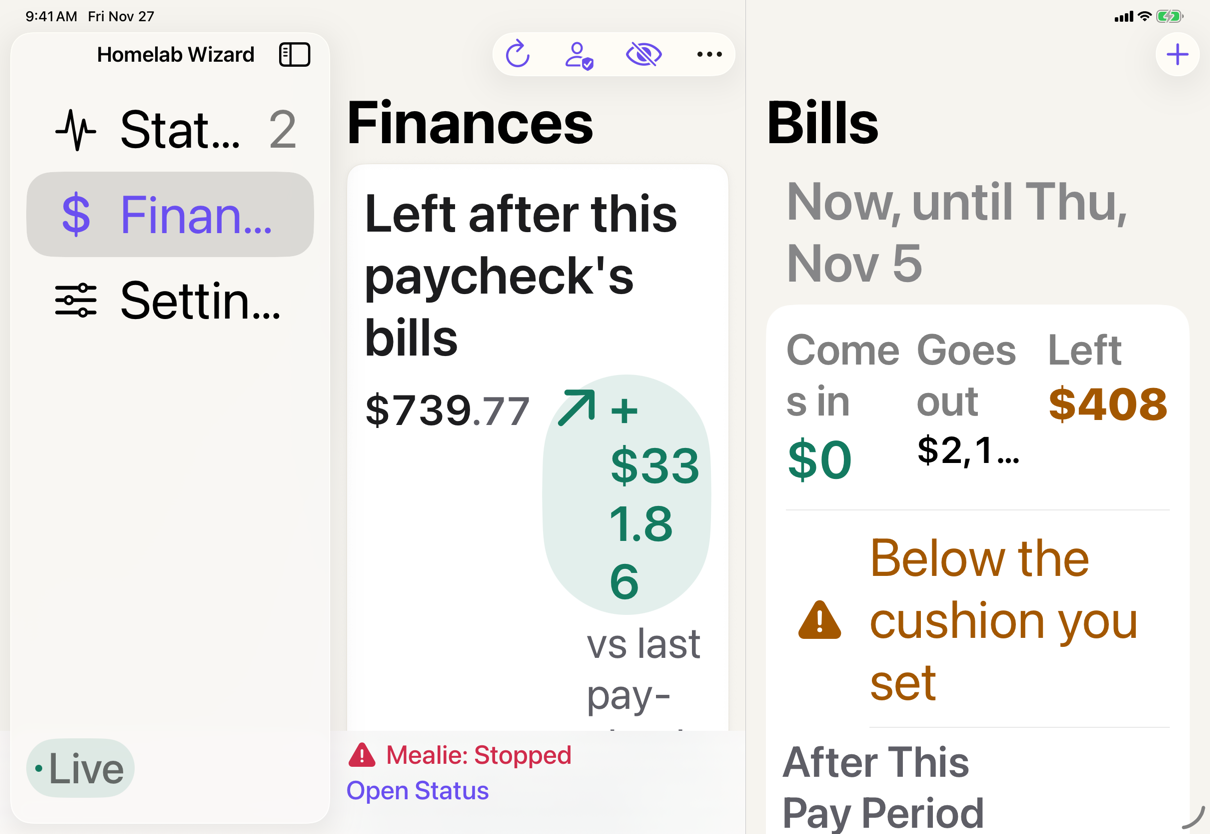 9:41 AM Fri Nov 27
Homelab Wizard
Stat... 2
Finan...
Settin...
Live
Finances
Left after this
paycheck's
bills
$739.77
+
$33
1.8
6
vs last
pay-
Mealie: Stopped
Open Status
Bills
Now, until Thu,
Nov 5
Come
s in
$0
Goes
out
$2,1...
Left
$408
Below the
cushion you
set
After This
Pay Period